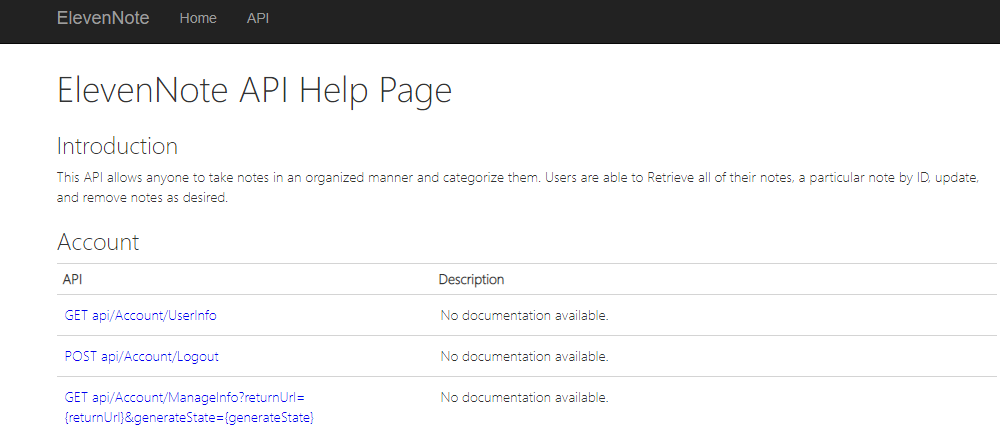 ElevenNote Home API
ElevenNote API Help Page
Introduction
This API allows anyone to take notes in an organized manner and categorize them. Users are able to Retrieve all of their notes, a particular note by ID, update,
and remove notes as desired.
Account
API Description
GET api/Account/UserInfo No documentation available.
POST api/Account/Logout No documentation available.
GET api/Account/ManageInfo?returnUrl= No documentation available.
{returnUrl}&generateState={generateState}